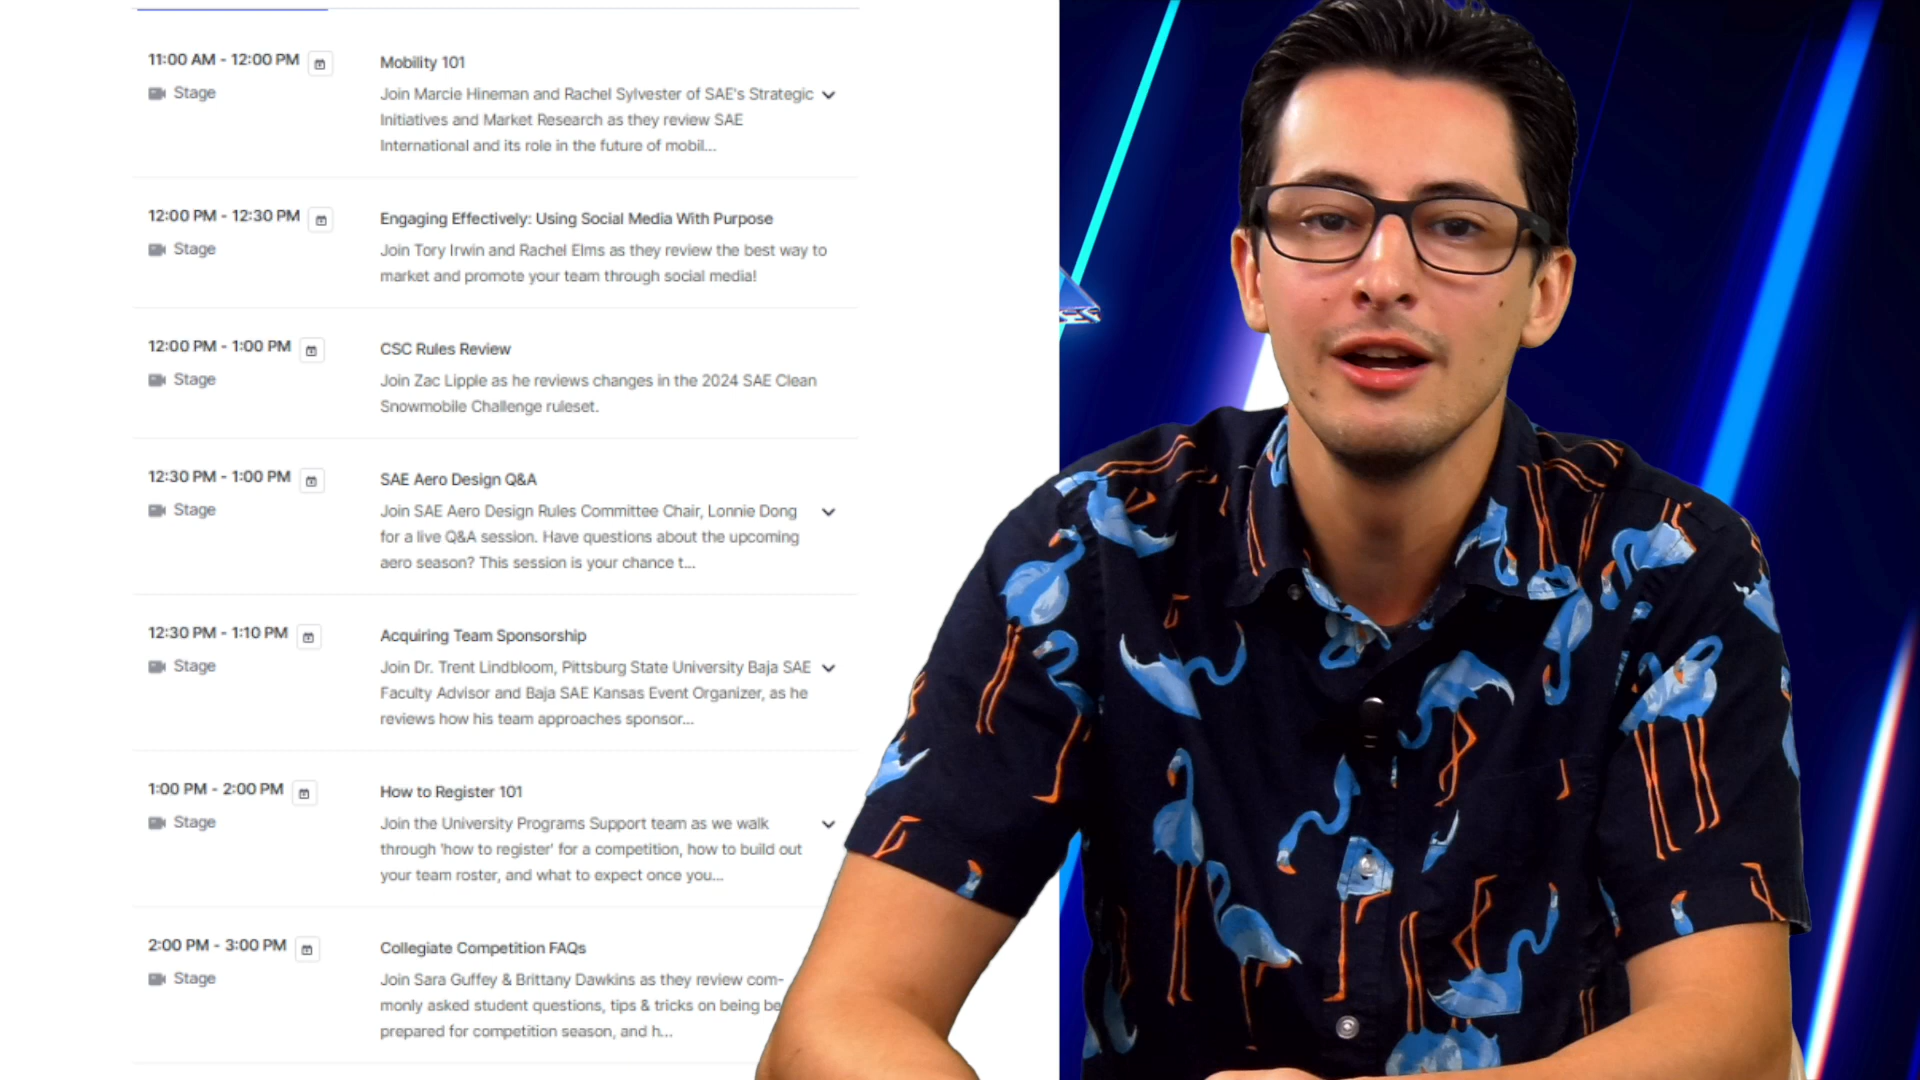 11:00 AM - 12:00 PM
Stage
Mobility 101
Join Marcie Hineman and Rachel Sylvester of SAE's Strategic
Initiatives and Market Research as they review SAE
International and its role in the future of mobil...
12:00 PM - 12:30 PM
Stage
Engaging Effectively: Using Social Media With Purpose
Join Tory Irwin and Rachel Elms as they review the best way to
market and promote your team through social media!
12:00 PM - 1:00 PM
Stage
CSC Rules Review
Join Zac Lipple as he reviews changes in the 2024 SAE Clean
Snowmobile Challenge ruleset.
12:30 PM - 1:00 PM
Stage
SAE Aero Design Q&A
Join SAE Aero Design Rules Committee Chair, Lonnie Dong
for a live Q&A session. Have questions about the upcoming
aero season? This session is your chance t...
12:30 PM - 1:10 PM
Stage
Acquiring Team Sponsorship
Join Dr. Trent Lindbloom, Pittsburg State University Baja SAE
Faculty Advisor and Baja SAE Kansas Event Organizer, as he
reviews how his team approaches sponsor...
1:00 PM - 2:00 PM
Stage
How to Register 101
Join the University Programs Support team as we walk
through 'how to register' for a competition, how to build out
your team roster, and what to expect once you...
2:00 PM - 3:00 PM
Stage
Collegiate Competition FAQs
Join Sara Guffey & Brittany Dawkins as they review com-
monly asked student questions, tips & tricks on being be
prepared for competition season, and h...